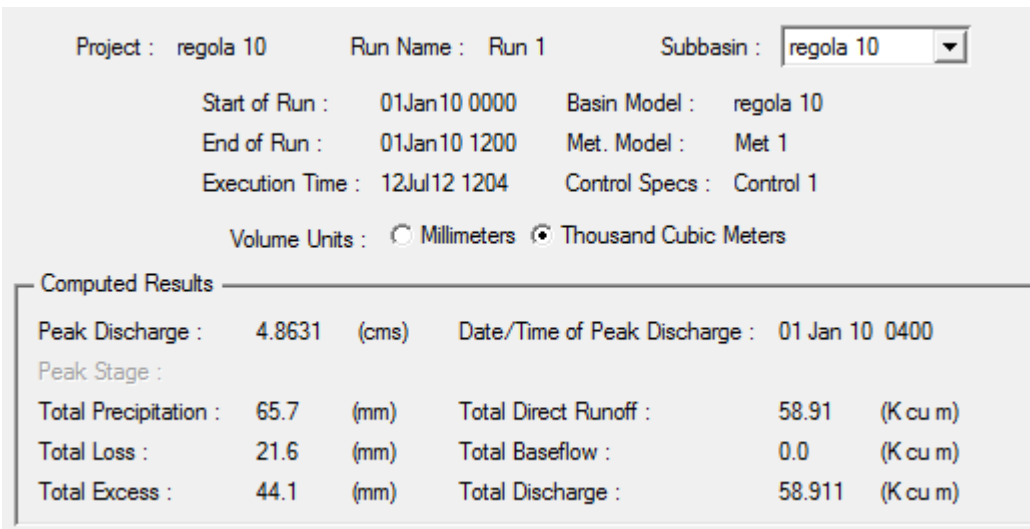 Project : regola 10 Run Name : Run 1 Subbasin : regola 10
Start of Run : 01Jan10 0000 Basin Model : regola 10
End of Run : 01Jan10 1200 Met. Model : Met 1
Execution Time : 12Jul12 1204 Control Specs : Control 1
Volume Units : Millimeters Thousand Cubic Meters
Computed Results
Peak Discharge : 4.8631 (cms) Date/Time of Peak Discharge : 01 Jan 10 0400
Peak Stage :
Total Precipitation : 65.7 (mm) Total Direct Runoff : 58.91 (K cu m)
Total Loss : 21.6 (mm) Total Baseflow : 0.0 (K cu m)
Total Excess : 44.1 (mm) Total Discharge : 58.911 (K cu m)